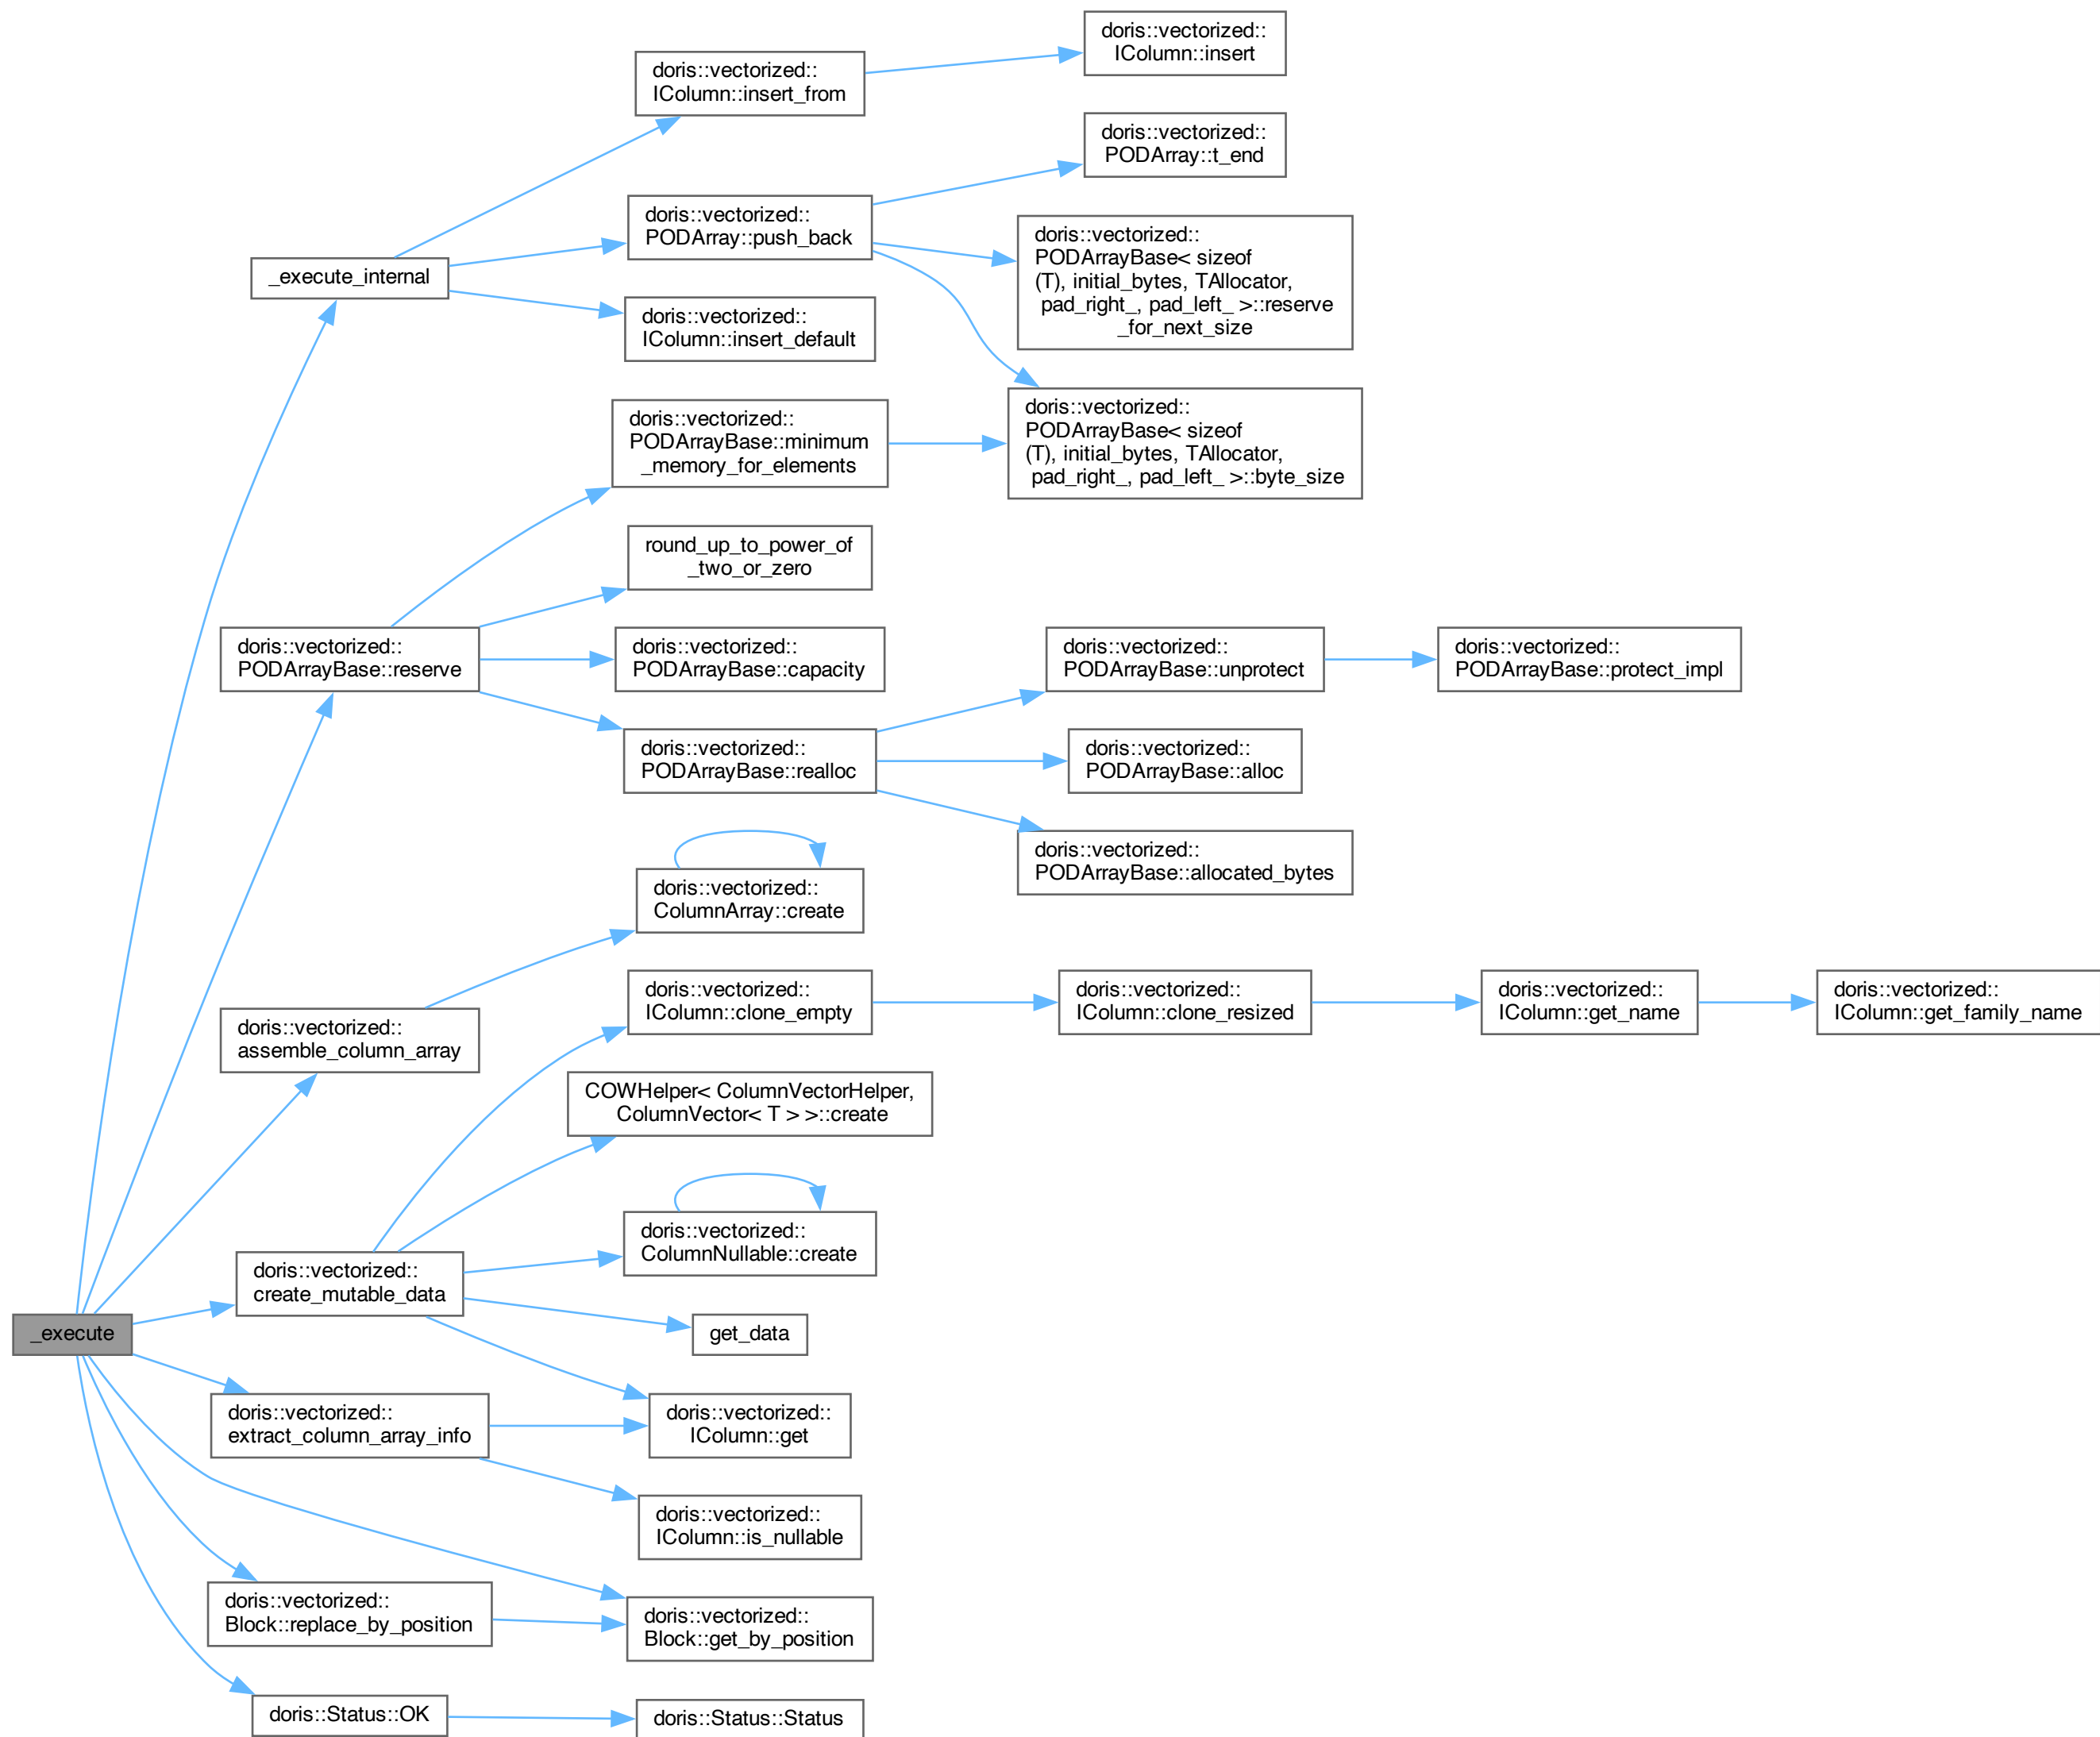 doris::vectorized::
IColumn::insert
doris::vectorized::
IColumn::insert_from
doris::vectorized::
PODArray::t_end
doris::vectorized::
PODArray::push_back
doris::vectorized::
PODArrayBase< sizeof
(T), initial_bytes, TAllocator,
pad_right_, pad_left_ >::reserve
_for_next_size
_execute_internal
doris::vectorized::
IColumn::insert_default
doris::vectorized::
PODArrayBase::minimum
_memory_for_elements
doris::vectorized::
PODArrayBase< sizeof
(T), initial_bytes, TAllocator,
pad_right_, pad_left_ >::byte_size
round_up_to_power_of
_two_or_zero
doris::vectorized::
PODArrayBase::reserve
doris::vectorized::
PODArrayBase::capacity
doris::vectorized::
PODArrayBase::unprotect
doris::vectorized::
PODArrayBase::protect_impl
doris::vectorized::
PODArrayBase::realloc
doris::vectorized::
PODArrayBase::alloc
doris::vectorized::
PODArrayBase::allocated_bytes
doris::vectorized::
ColumnArray::create
doris::vectorized::
assemble_column_array
doris::vectorized::
IColumn::clone_empty
doris::vectorized::
IColumn::clone_resized
doris::vectorized::
IColumn::get_name
doris::vectorized::
IColumn::get_family_name
COWHelper< ColumnVectorHelper,
ColumnVector< T > >::create
doris::vectorized::
ColumnNullable::create
doris::vectorized::
create_mutable_data
_execute
get_data
doris::vectorized::
extract_column_array_info
doris::vectorized::
IColumn::get
doris::vectorized::
IColumn::is_nullable
doris::vectorized::
Block::replace_by_position
doris::vectorized::
Block::get_by_position
doris::Status::OK
doris::Status::Status